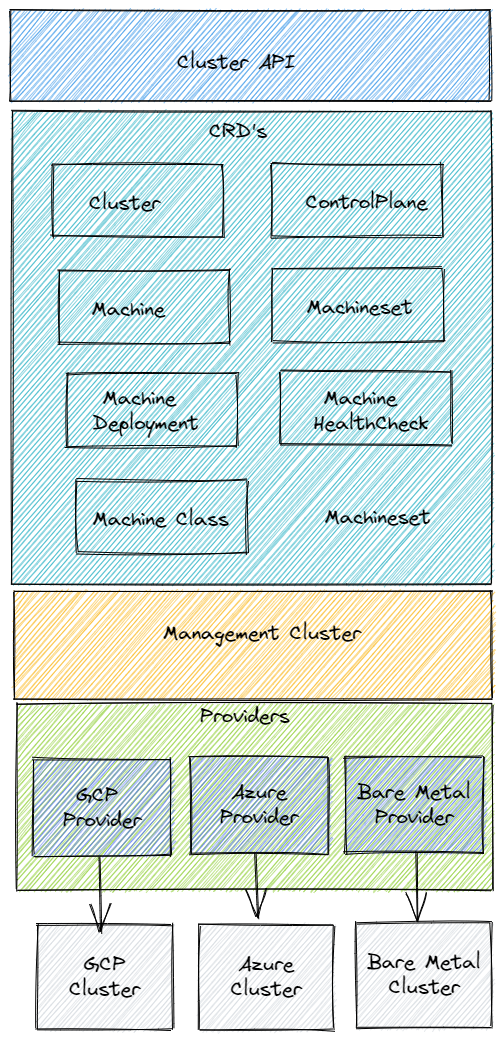 Cluster API
CRD's
Cluster
ControlPlane
Machine
Machineset
Machine
Deployment
Machine
HealthCheck
Machine Class
Machineset
Management Cluster
Providers
GCP
Provider
Azure
Provider
Bare Metal
Provider
GCP
Cluster
Azure
Cluster
Bare Metal
Cluster